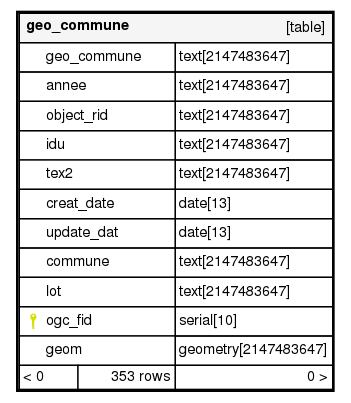 geo_commune [table]
geo_commune text[2147483647]
annee text[2147483647]
object_rid text[2147483647]
idu text[2147483647]
tex2 text[2147483647]
creat_date date[13]
update_dat date[13]
commune text[2147483647]
lot text[2147483647]
ogc_fid serial[10]
geom geometry[2147483647]
< 0 353 rows 0 >